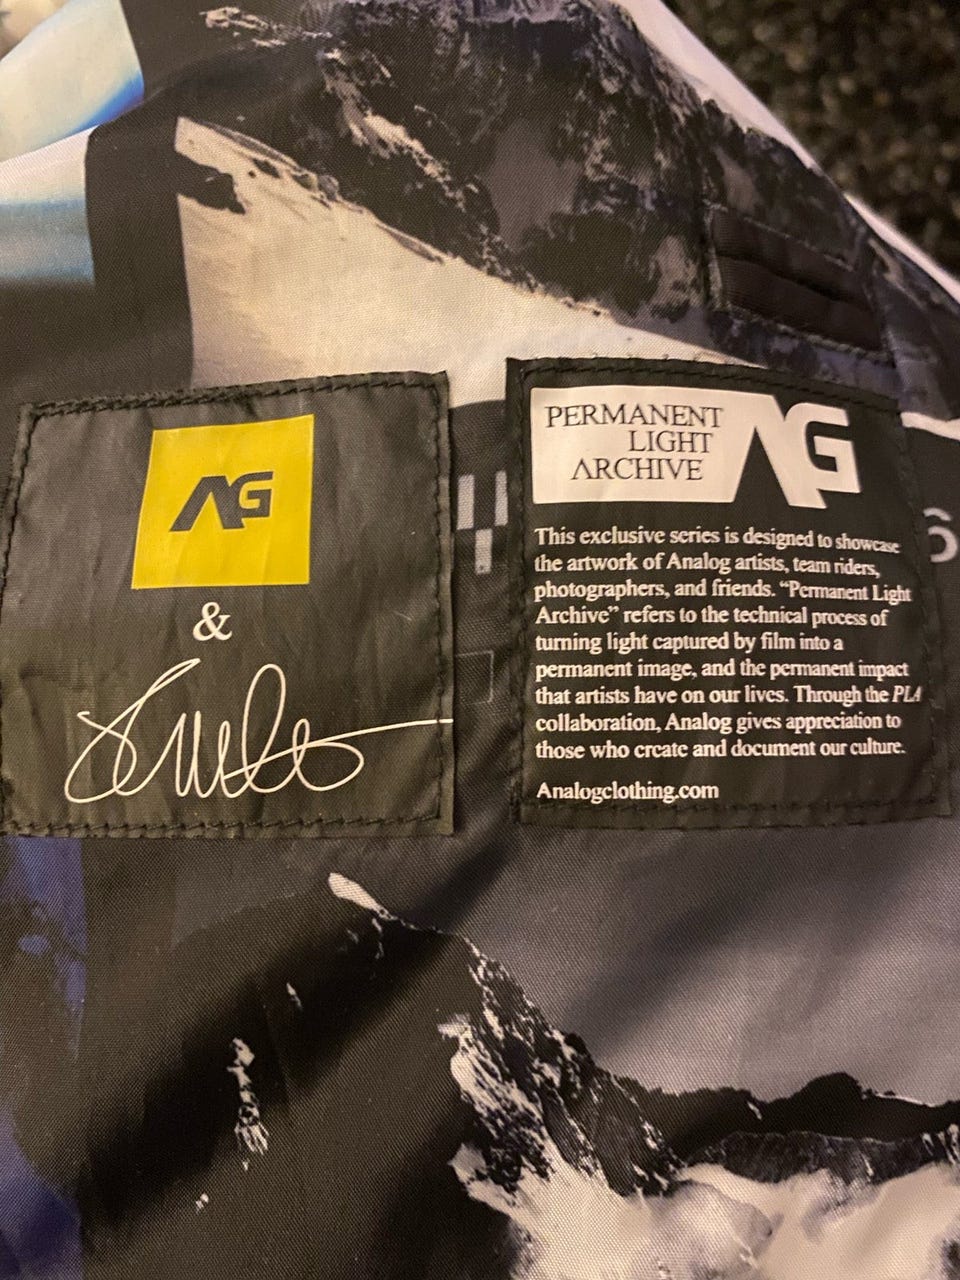 AG
&
PERMANENT
LIGHT
ARCHIVE
AG
This exclusive series is designed to showcase
the artwork of Analog artists, team riders,
photographers, and friends. “Permanent Light
Archive” refers to the technical process of
turning light captured by film into a
permanent image, and the permanent impact
that artists have on our lives. Through the PLA
collaboration, Analog gives appreciation to
those who create and document our culture.
Analogclothing.com
6